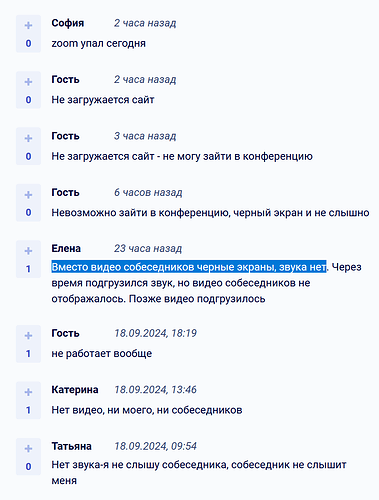 +
София 2 часа назад
0
zoom упал сегодня
+
Гость 2 часа назад
0
Не загружается сайт
+
Гость 3 часа назад
0
Не загружается сайт - не могу зайти в конференцию
+
Гость 6 часов назад
0
Невозможно зайти в конференцию, черный экран и не слышно
+
Елена 23 часа назад
1
Вместо видео собеседников черные экраны, звука нет. Через
время подгрузился звук, но видео собеседников не
отображалось. Позже видео подгрузилось
+
Гость 18.09.2024, 18:19
1
не работает вообще
+
Катерина 18.09.2024, 13:46
1
Нет видео, ни моего, ни собеседников
+
Татьяна 18.09.2024, 09:54
0
Нет звука-я не слышу собеседника, собеседник не слышит
меня